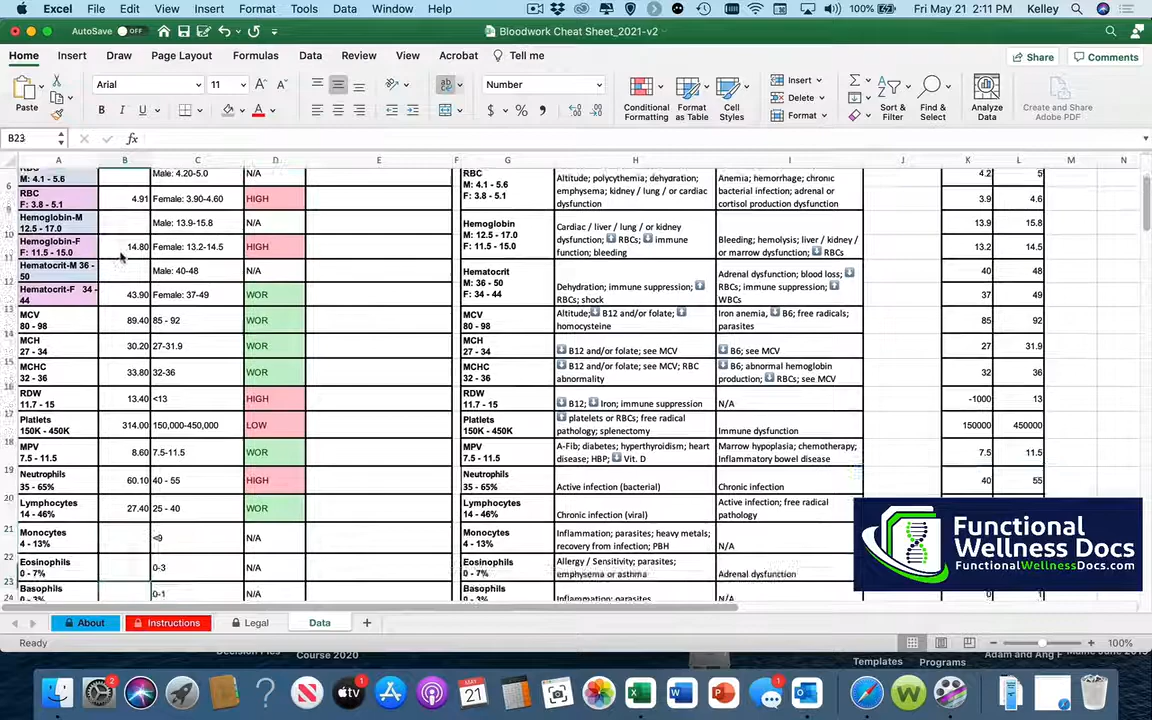 Excel File Edit View Insert Format Tools Data Window Help 100% Fri May 21 2:11 PM Kelley
AutoSave OFF Bloodwork Cheat Sheet_2021-v2
Home Insert Draw Page Layout Formulas Data Review View Acrobat Tell me Share Comments
Paste Arial 11 Number Conditional Formatting Format as Table Cell Styles Insert Delete Format Sort & Filter Find & Select Analyze Data Create and Share Adobe PDF
B23 fx
A B C D E F G H I J K L M N
6 M: 4.1 - 5.6 Male: 4.20-5.0 N/A
RBC F: 3.8 - 5.1 4.91 Female: 3.90-4.60 HIGH
RBC M: 4.1 - 5.6 F: 3.8 - 5.1
Altitude; polycythemia; dehydration; emphysema; kidney / lung / or cardiac dysfunction
Anemia; hemorrhage; chronic bacterial infection; adrenal or cortisol production dysfunction
4.2 5
3.9 4.6
Hemoglobin-M 12.5 - 17.0 Male: 13.9-15.8 N/A
Hemoglobin-F F: 11.5 - 15.0 14.80 Female: 13.2-14.5 HIGH
Hemoglobin M: 12.5 - 17.0 F: 11.5 - 15.0
Cardiac / liver / lung / or kidney dysfunction; ⬆ RBCs; ⬇ immune function; bleeding
Bleeding; hemolysis; liver / kidney / or marrow dysfunction; ⬇ RBCs
13.9 15.8
13.2 14.5
Hematocrit-M 36 - 50 Male: 40-48 N/A
Hematocrit-F 34 - 44 43.90 Female: 37-49 WOR
Hematocrit M: 36 - 50 F: 34 - 44
Dehydration; immune suppression; RBCs; shock
Adrenal dysfunction; blood loss; RBCs; immune suppression; WBCs
40 48
37 49
MCV 80 - 98 89.40 85 - 92 WOR
MCV 80 - 98 Altitude; B12 and/or folate; homocysteine Iron anemia, B6; free radicals; parasites 85 92
MCH 27 - 34 30.20 27-31.9 WOR
MCH 27 - 34 B12 and/or folate; see MCV B6; see MCV 27 31.9
MCHC 32 - 36 33.80 32-36 WOR
MCHC 32 - 36 B12 and/or folate; see MCV; RBC abnormality B6; abnormal hemoglobin production; RBCs; see MCV 32 36
RDW 11.7 - 15 13.40 <13 HIGH
RDW 11.7 - 15 B12; Iron; immune suppression N/A -1000 13
Platelets 150K - 450K 314.00 150,000-450,000 LOW
Platelets 150K - 450K platelets or RBCs; free radical pathology; splenectomy Immune dysfunction 150000 450000
MPV 7.5 - 11.5 8.60 7.5-11.5 WOR
MPV 7.5 - 11.5 A-Fib; diabetes; hyperthyroidism; heart disease; HBP; Vit. D Marrow hypoplasia; chemotherapy; Inflammatory bowel disease 7.5 11.5
Neutrophils 35 - 65% 60.10 40 - 55 HIGH
Neutrophils 35 - 65% Active infection (bacterial) Chronic infection 40 55
Lymphocytes 14 - 46% 27.40 25 - 40 WOR
Lymphocytes 14 - 46% Chronic infection (viral) Active infection; free radical pathology
Monocytes 4 - 13% <9 N/A
Monocytes 4 - 13% Inflammation; parasites; heavy metals; recovery from infection; PBH N/A
Eosinophils 0 - 7% 0-3 N/A
Eosinophils 0 - 7% Allergy / Sensitivity; parasites; emphysema or asthma Adrenal dysfunction
Basophils 0 - 3% 0-1 N/A
Basophils Inflammation; parasites N/A 0 1
Functional
Wellness Docs
FunctionalWellnessDocs.com
About Instructions Legal Data +
Ready 100%
Course 2020 Templates Programs
MAY 21